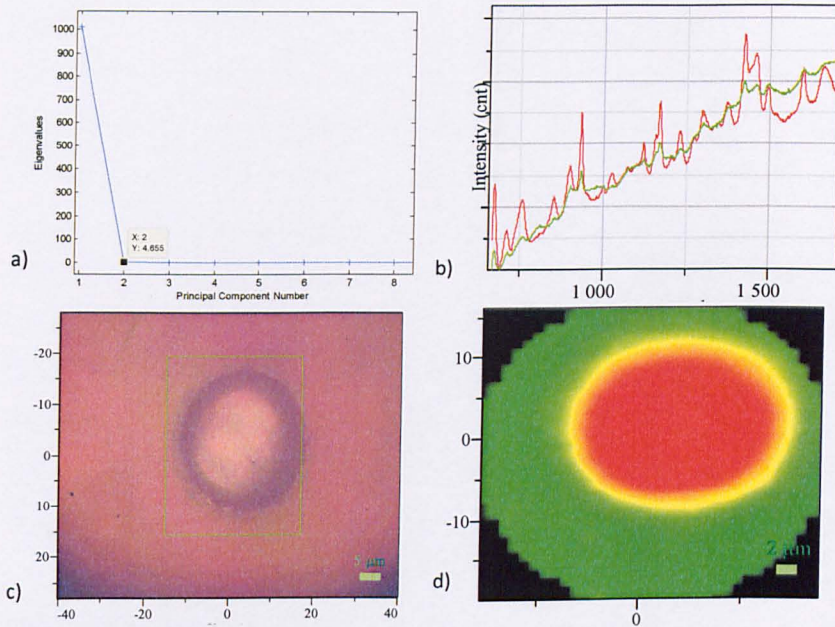 1000
900
800
700
600
500
400
300
200
100
0
Eigenvalues
X: 2
Y: 4.655
1 2 3 4 5 6 7 8
Principal Component Number
a)
Intensity (cnt)
1 000 1 500
b)
-20
-10
0
10
20
-40 -20 0 20 40
5 μm
c)
10
0
-10
0
2 μm
d)